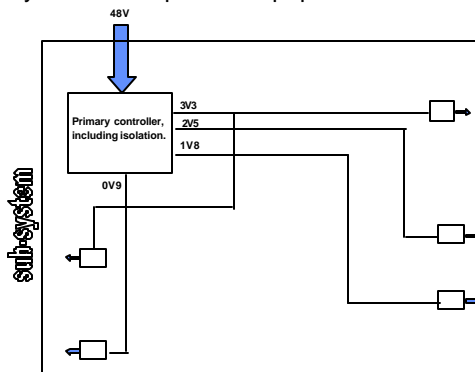 48V
Primary controller,
including isolation.
3V3
2V5
1V8
0V9
sub-system